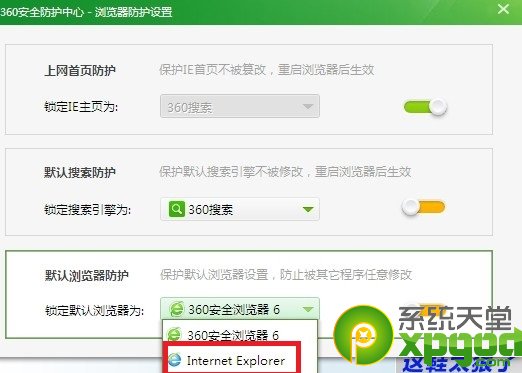 360安全防护中心 - 浏览器防护设置
上网首页防护 保护IE首页不被篡改，重启浏览器后生效
锁定IE主页为: 360搜索
默认搜索防护 保护默认搜索引擎不被修改，重启浏览器后生效
锁定搜索引擎为: 360搜索
默认浏览器防护 保护默认浏览器设置，防止被其它程序任意修改
锁定默认浏览器为: 360安全浏览器 6
360安全浏览器 6
Internet Explorer
系统天堂
xpgod
.com
这鞋太狠了